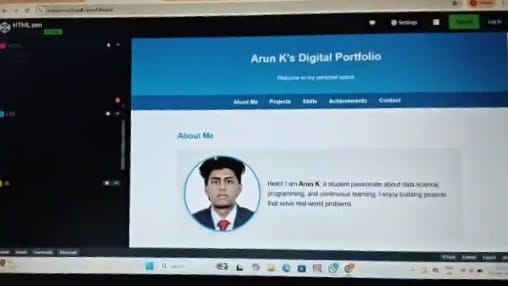 HTML pen
Settings
Log In
HTML
Arun K's Digital Portfolio
Welcome to my personal space
About Me Projects Skills Achievements Contact
CSS
About Me
Hello! I am Arun K, a student passionate about data science,
programming, and continuous learning. I enjoy building projects
that solve real-world problems.
JS